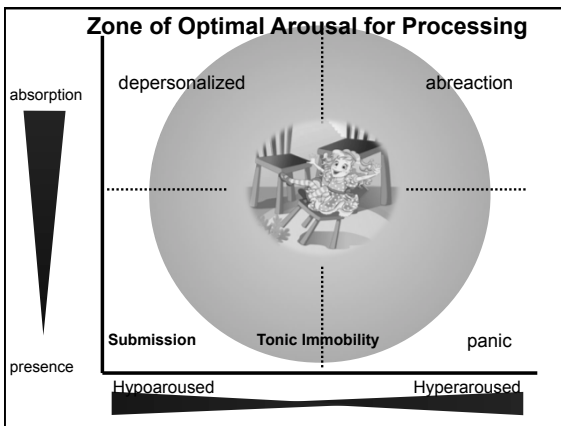 Zone of Optimal Arousal for Processing
depersonalized
abreaction
absorption
Submission
Tonic Immobility
panic
presence
Hypoaroused
Hyperaroused